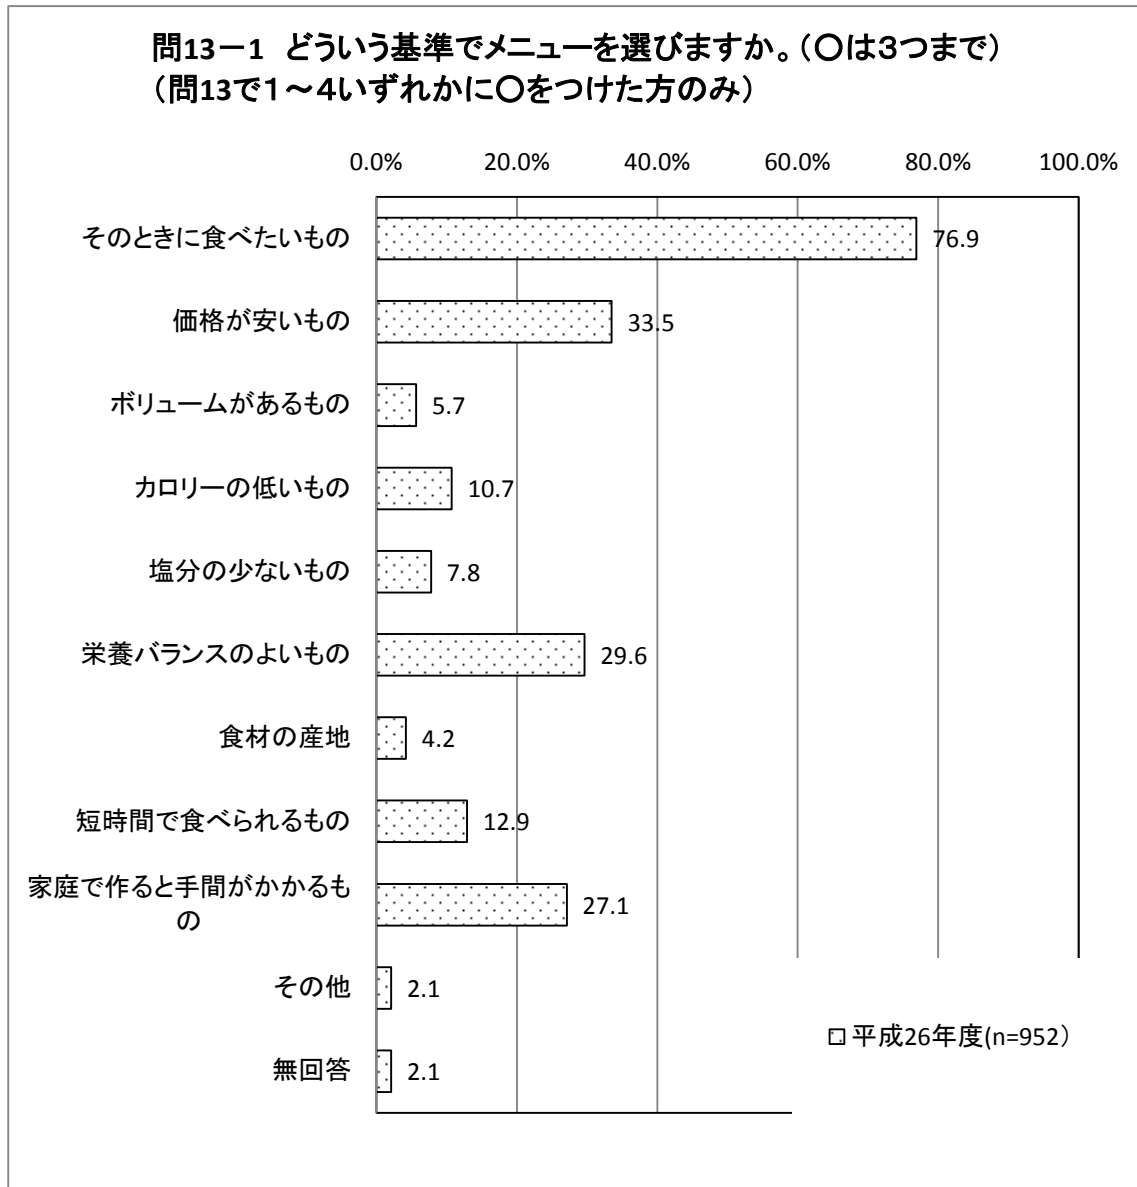 問13－1 どういう基準でメニューを選びますか。（○は３つまで）
（問13で１～４いずれかに○をつけた方のみ）
0.0% 20.0% 40.0% 60.0% 80.0% 100.0%
そのときに食べたいもの 76.9
価格が安いもの 33.5
ボリュームがあるもの 5.7
カロリーの低いもの 10.7
塩分の少ないもの 7.8
栄養バランスのよいもの 29.6
食材の産地 4.2
短時間で食べられるもの 12.9
家庭で作ると手間がかかるも
の
27.1
その他 2.1
平成26年度(n=952）
無回答 2.1